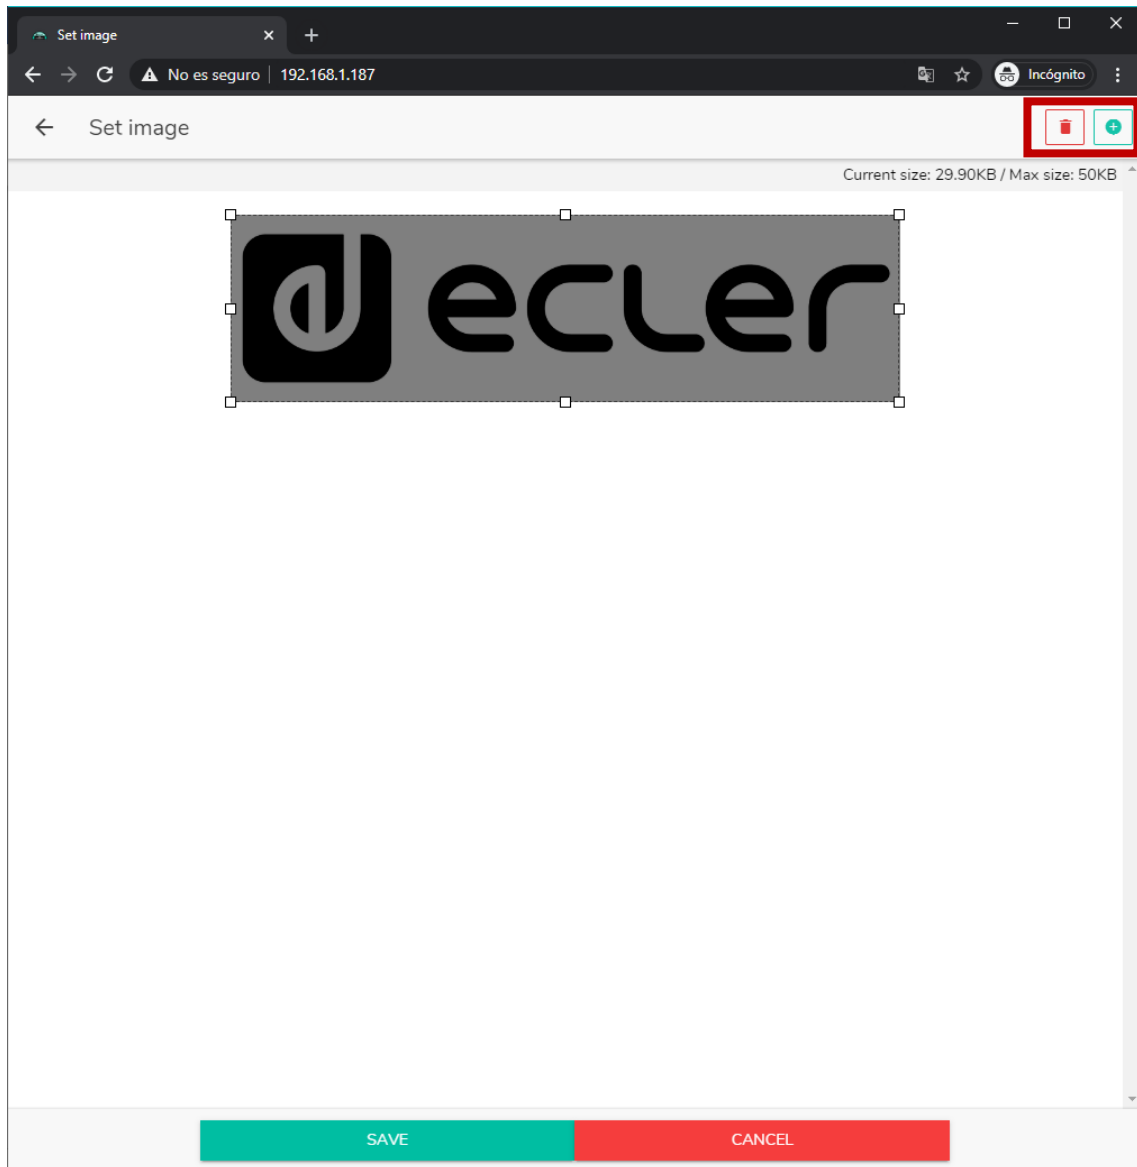 Set image
No es seguro 192.168.1.187
Incógnito
Set image
Current size: 29.90KB / Max size: 50KB
ecler
SAVE
CANCEL